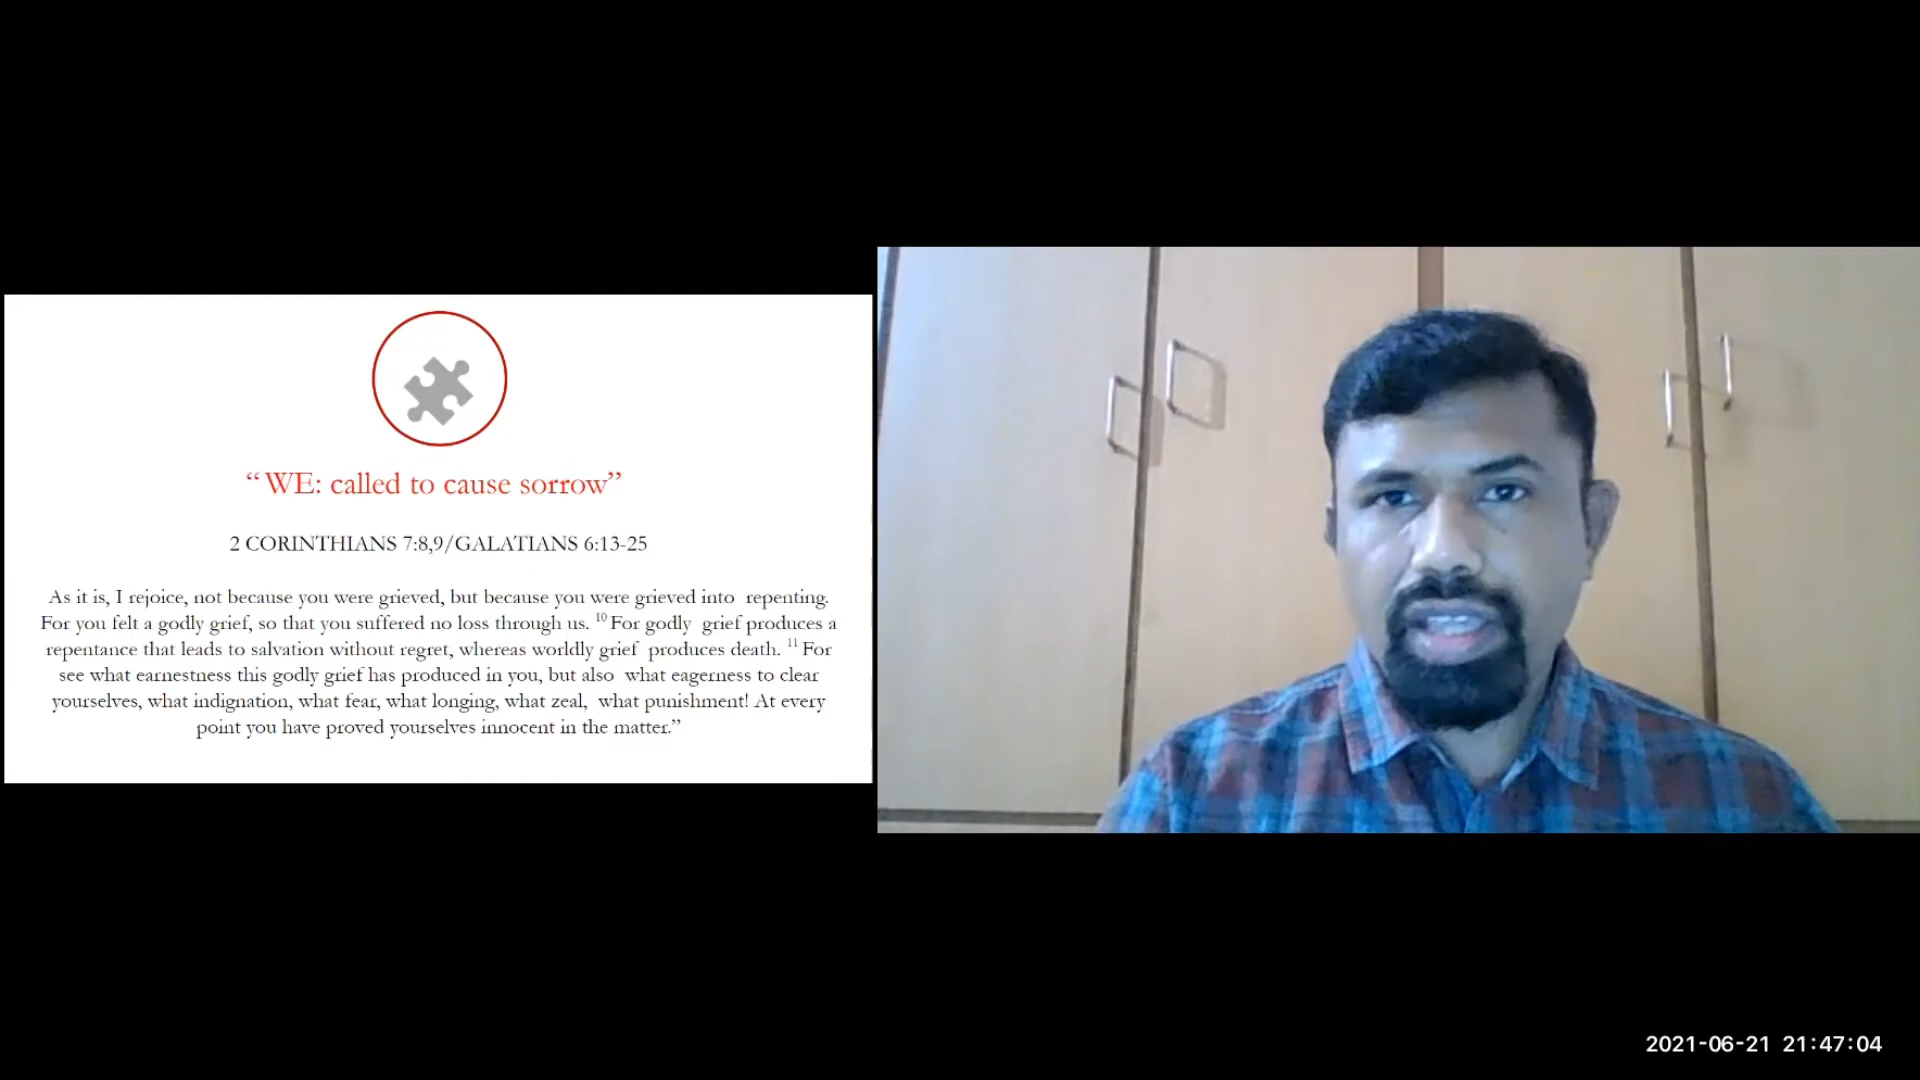 “ WE: called to cause sorrow”
2 CORINTHIANS 7:8,9/GALATIANS 6:13-25
As it is, I rejoice, not because you were grieved, but because you were grieved into repenting.
For you felt a godly grief, so that you suffered no loss through us. 10 For godly grief produces a
repentance that leads to salvation without regret, whereas worldly grief produces death. 11 For
see what earnestness this godly grief has produced in you, but also what eagerness to clear
yourselves, what indignation, what fear, what longing, what zeal, what punishment! At every
point you have proved yourselves innocent in the matter.”
2021-06-21 21:47:04